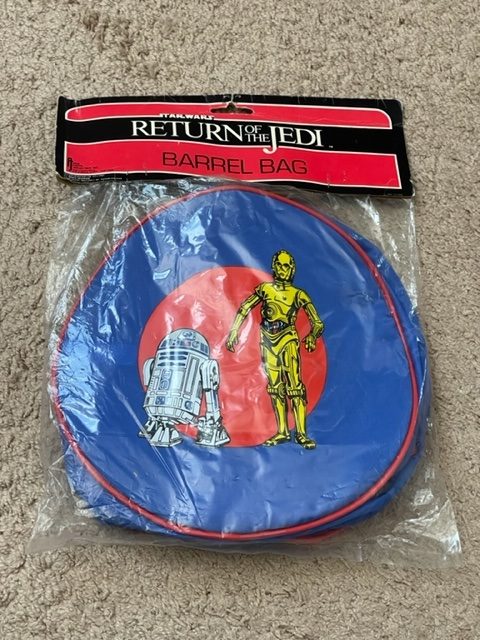 STAR WARS
RETURN OF THE JEDI
BARREL BAG